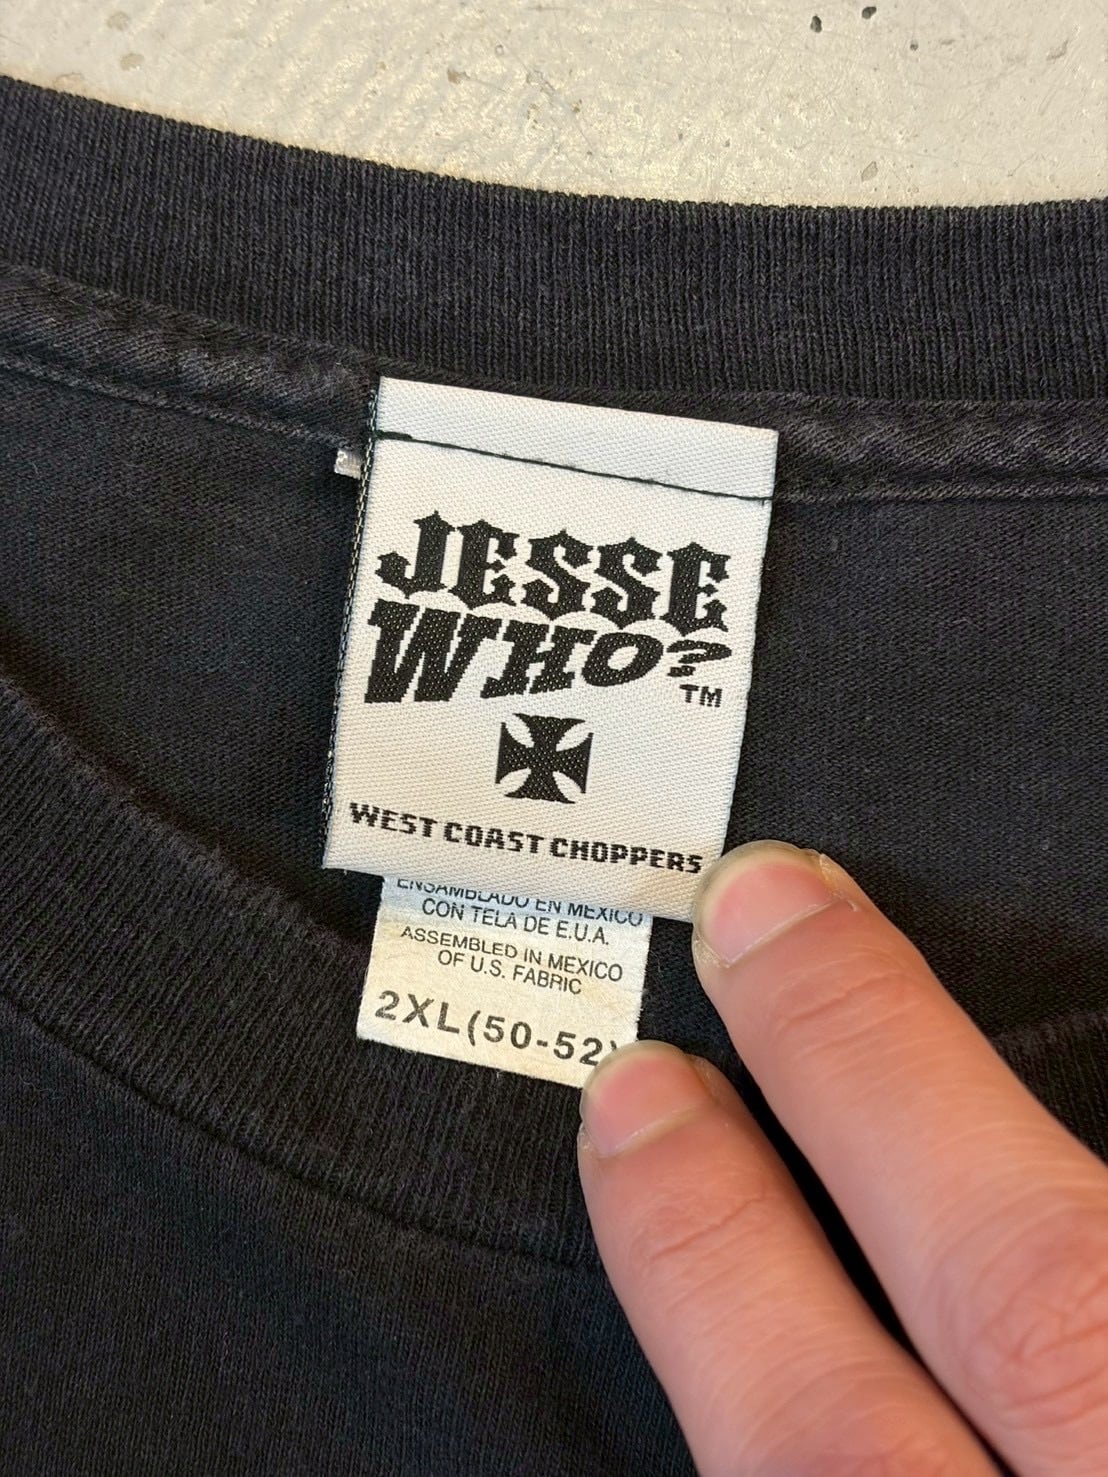 JESSE
WHO?
TM
WEST COAST CHOPPERS
ENSAMBLADO EN MEXICO
CON TELA DE E.U.A.
ASSEMBLED IN MEXICO
OF U.S. FABRIC
2XL(50-52)